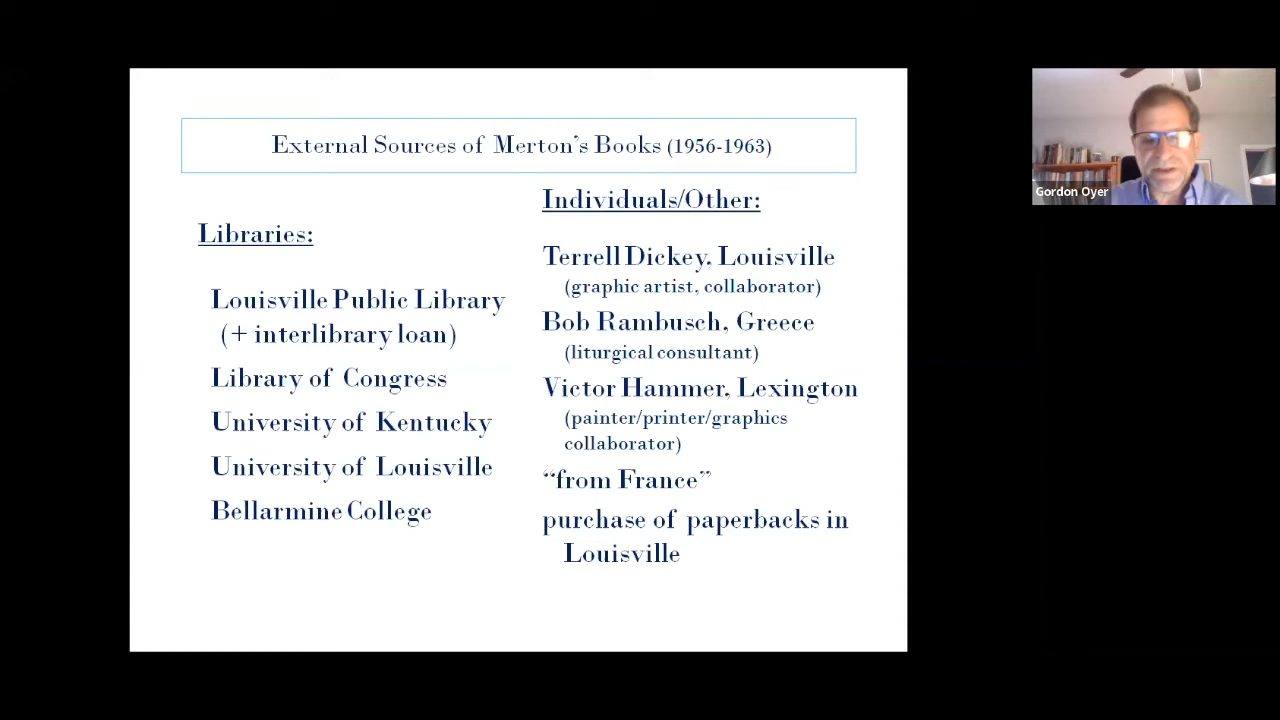 External Sources of Merton's Books (1956-1963)
Libraries:
Louisville Public Library
(+ interlibrary loan)
Library of Congress
University of Kentucky
University of Louisville
Bellarmine College
Individuals/Other:
Terrell Dickey, Louisville
(graphic artist, collaborator)
Bob Rambusch, Greece
(liturgical consultant)
Victor Hammer, Lexington
(painter/printer/graphics
collaborator)
“from France”
purchase of paperbacks in
Louisville
Gordon Oyer